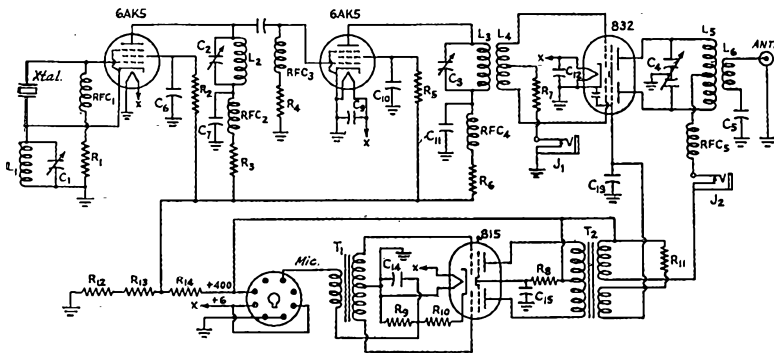 6AK5
6AK5
832
Xtal.
RFC1
L1
C1
R1
C6
R2
C2
L2
C7
RFC2
R3
RFC3
R4
X
C9
X
C10
R5
C3
L3
L4
C11
RFC4
R6
X
C12
R7
J1
C13
C4
L5
L6
ANT.
C5
RFC5
J2
R12
R13
R14
+400
X
+6
Ω
Mic.
T1
C14
X
R9
R10
815
R8
C15
T2
R11